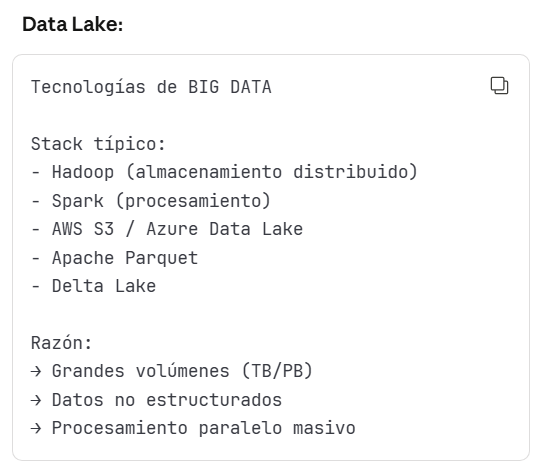 Data Lake:
Tecnologías de BIG DATA
Stack típico:
- Hadoop (almacenamiento distribuido)
- Spark (procesamiento)
- AWS S3 / Azure Data Lake
- Apache Parquet
- Delta Lake
Razón:
→ Grandes volúmenes (TB/PB)
→ Datos no estructurados
→ Procesamiento paralelo masivo